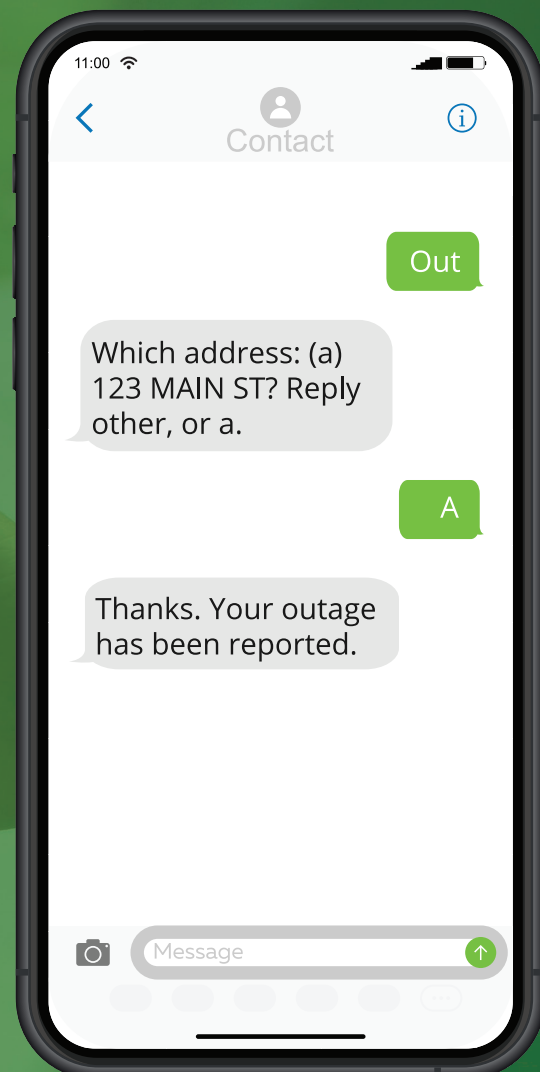 11:00
Contact
Out
Which address: (a)
123 MAIN ST? Reply
other, or a.
A
Thanks. Your outage
has been reported.
Message